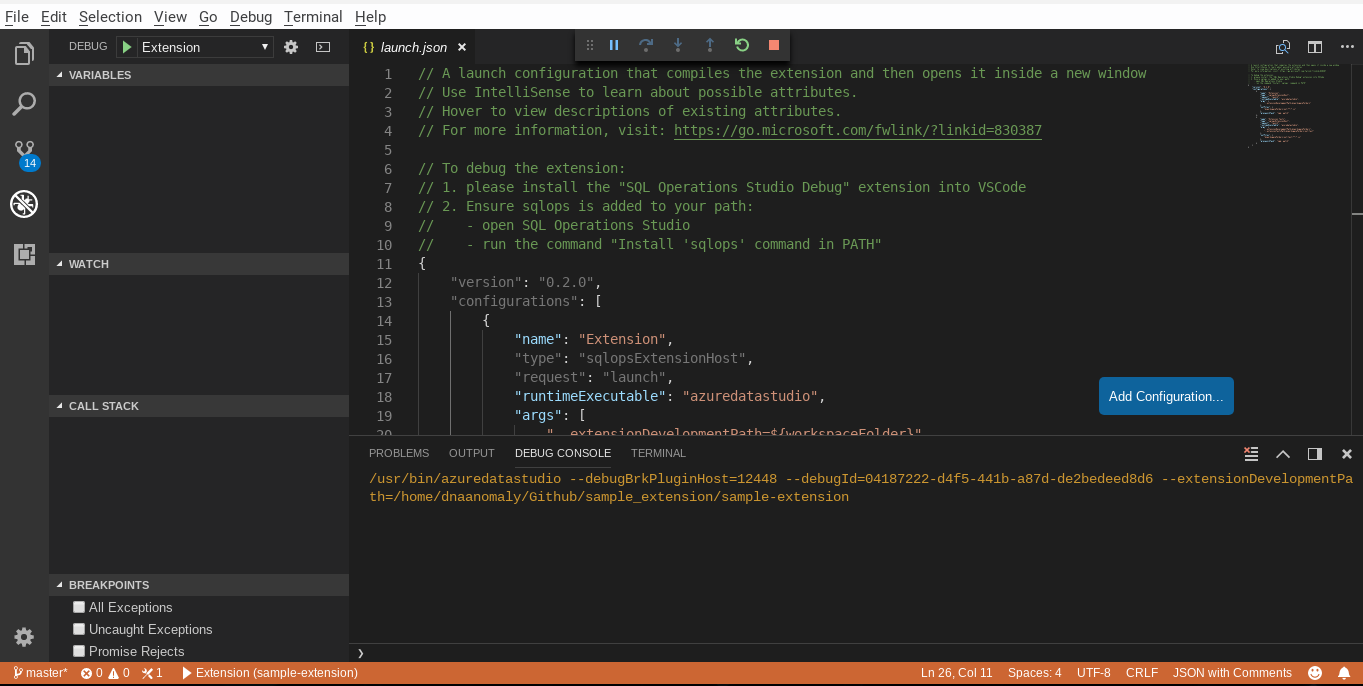 File Edit Selection View Go Debug Terminal Help
DEBUG Extension
{ } launch.json ×
VARIABLES
14
WATCH
CALL STACK
BREAKPOINTS
All Exceptions
Uncaught Exceptions
Promise Rejects
1 // A launch configuration that compiles the extension and then opens it inside a new window
2 // Use IntelliSense to learn about possible attributes.
3 // Hover to view descriptions of existing attributes.
4 // For more information, visit: https://go.microsoft.com/fwlink/?linkid=830387
5
6 // To debug the extension:
7 // 1. please install the "SQL Operations Studio Debug" extension into VSCode
8 // 2. Ensure sqlops is added to your path:
9 //    - open SQL Operations Studio
10 //    - run the command "Install 'sqlops' command in PATH"
11 {
12     "version": "0.2.0",
13     "configurations": [
14         {
15             "name": "Extension",
16             "type": "sqlopsExtensionHost",
17             "request": "launch",
18             "runtimeExecutable": "azuredatastudio",
19             "args": [
20                 "--extensionDevelopmentPath=${workspaceFolder}"
Add Configuration...
PROBLEMS OUTPUT DEBUG CONSOLE TERMINAL
/usr/bin/azuredatastudio --debugBrkPluginHost=12448 --debugId=04187222-d4f5-441b-a87d-de2bedeed8d6 --extensionDevelopmentPa
th=/home/dnaanomaly/Github/sample_extension/sample-extension
❯
master* 0 0 1 Extension (sample-extension) Ln 26, Col 11 Spaces: 4 UTF-8 CRLF JSON with Comments